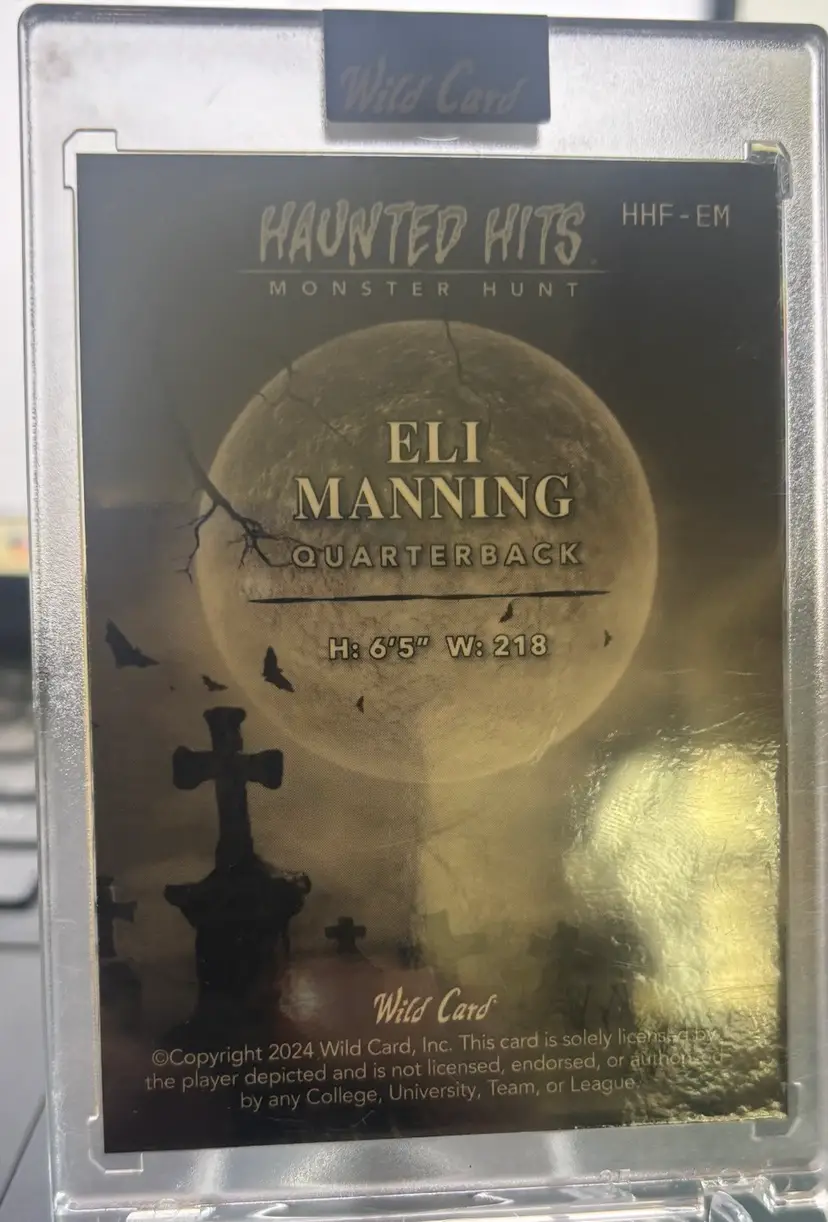 Wild Card
HAUNTED HITS
HHF-EM
MONSTER HUNT
ELI
MANNING
QUARTERBACK
H: 6'5" W: 218
Wild Card
©Copyright 2024 Wild Card, Inc. This card is solely licensed by
the player depicted and is not licensed, endorsed, or authorized
by any College, University, Team, or League.